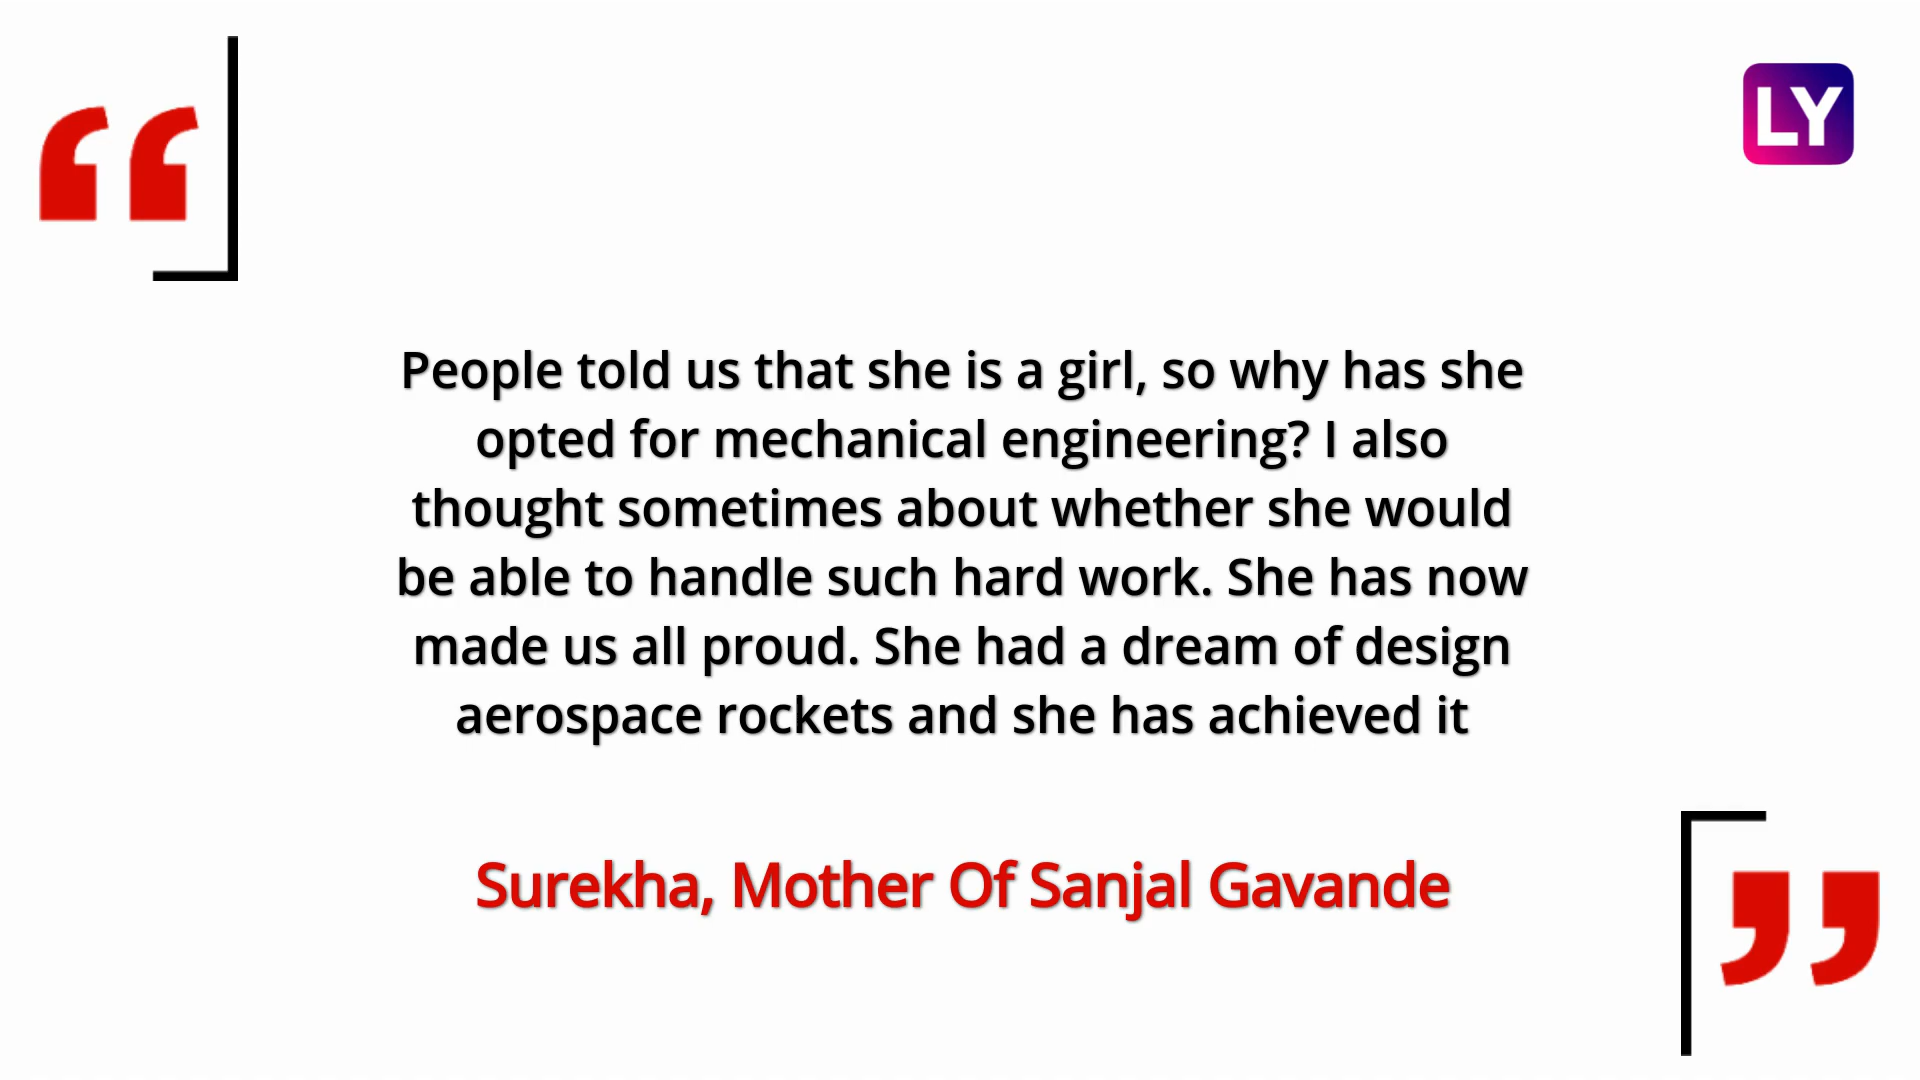 LY
People told us that she is a girl, so why has she
opted for mechanical engineering? I also
thought sometimes about whether she would
be able to handle such hard work. She has now
made us all proud. She had a dream of design
aerospace rockets and she has achieved it
Surekha, Mother Of Sanjal Gavande